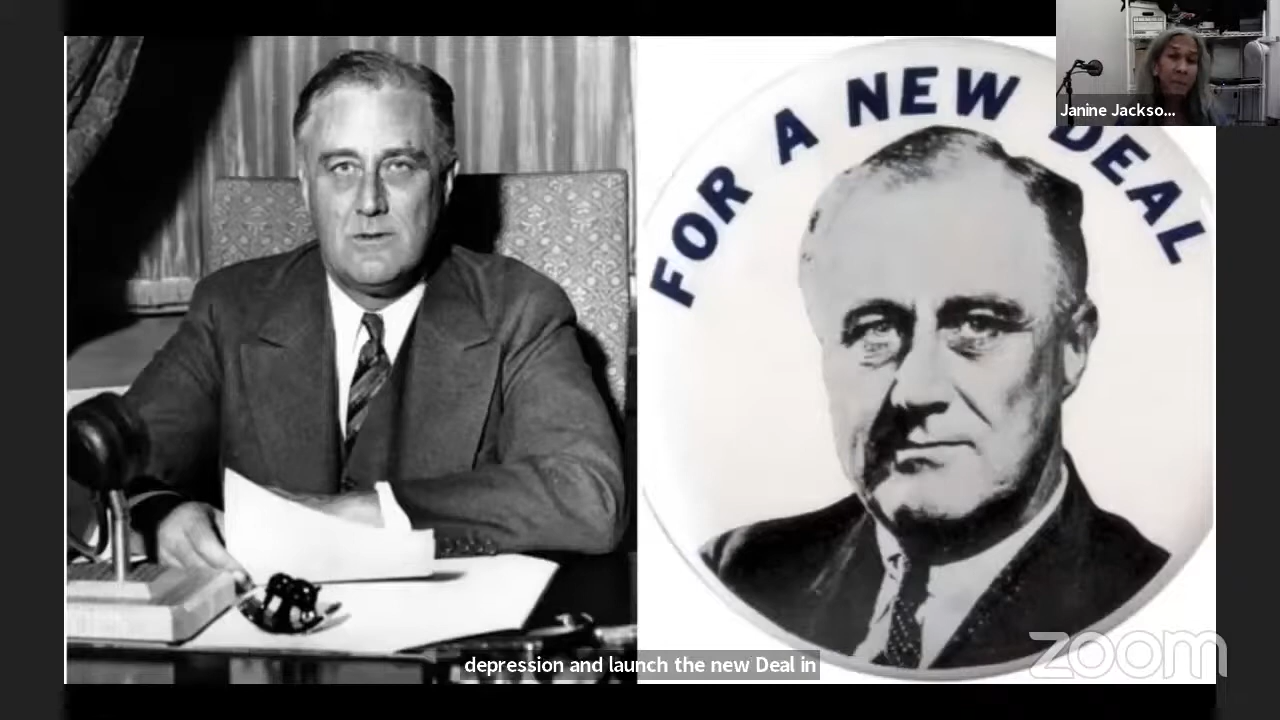 FOR A NEW DEAL
Janine Jackso...
depression and launch the new Deal in
zoom